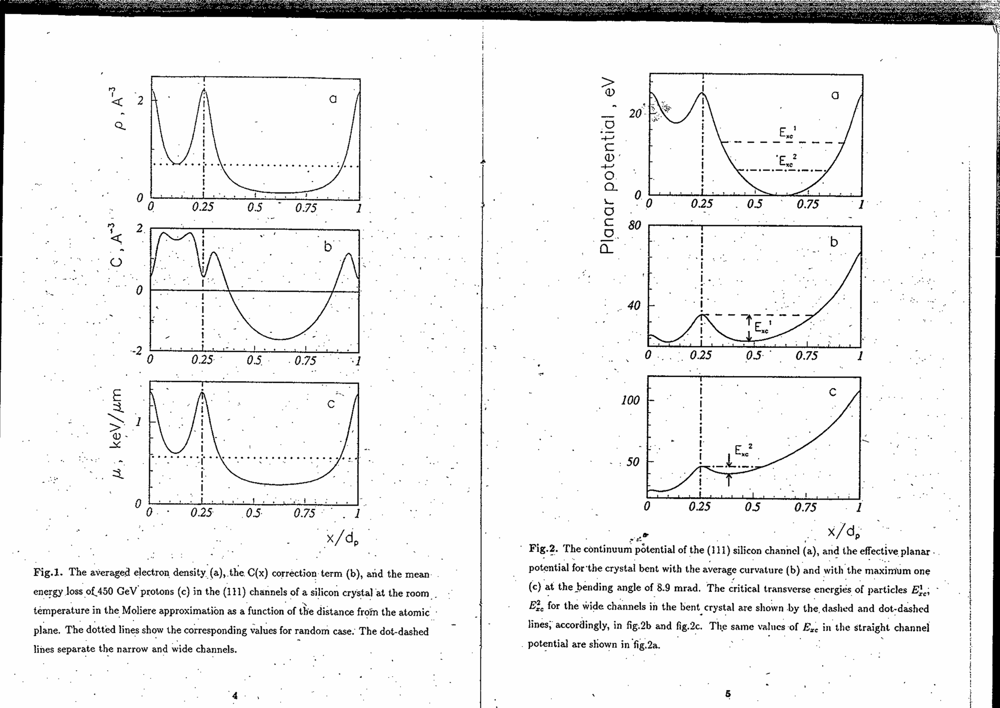 ρ, A⁻³
2
0
a
0 0.25 0.5 0.75 1
C, A⁻³
2
0
-2
b
0 0.25 0.5 0.75 1
μ, keV/μm
1
0
c
0 0.25 0.5 0.75 1
x/dₚ
Fig.1. The averaged electron density (a), the C(x) correction term (b), and the mean
energy loss of 450 GeV protons (c) in the (111) channels of a silicon crystal at the room
temperature in the Moliere approximation as a function of the distance from the atomic
plane. The dotted lines show the corresponding values for random case. The dot-dashed
lines separate the narrow and wide channels.
4
Planar potential, eV
20
0
a
E_xc¹
E_xc²
0 0.25 0.5 0.75 1
80
40
b
E_xc¹
0 0.25 0.5 0.75 1
100
50
c
E_xc²
0 0.25 0.5 0.75 1
x/dₚ
Fig.2. The continuum potential of the (111) silicon channel (a), and the effective planar
potential for the crystal bent with the average curvature (b) and with the maximum one
(c) at the bending angle of 8.9 mrad. The critical transverse energies of particles E¹_xc,
E²_xc for the wide channels in the bent crystal are shown by the dashed and dot-dashed
lines, accordingly, in fig.2b and fig.2c. The same values of E_xc in the straight channel
potential are shown in fig.2a.
5